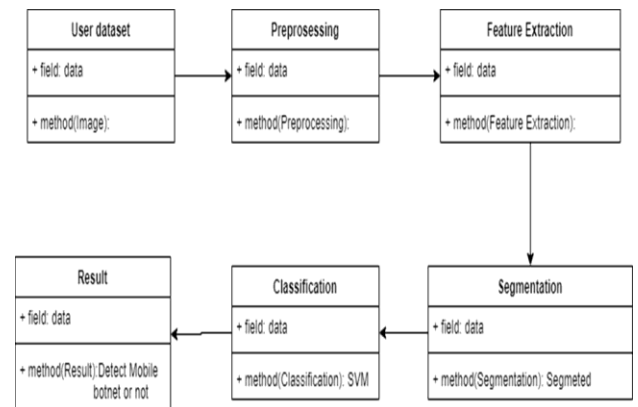 User dataset
+ field: data
+ method(Image):
Preprosessing
+ field: data
+ method(Preprocessing):
Feature Extraction
+ field: data
+ method(Feature Extraction):
Result
+ field: data
+ method(Result):Detect Mobile
botnet or not
Classification
+ field: data
+ method(Classification): SVM
Segmentation
+ field: data
+ method(Segmentation): Segmeted